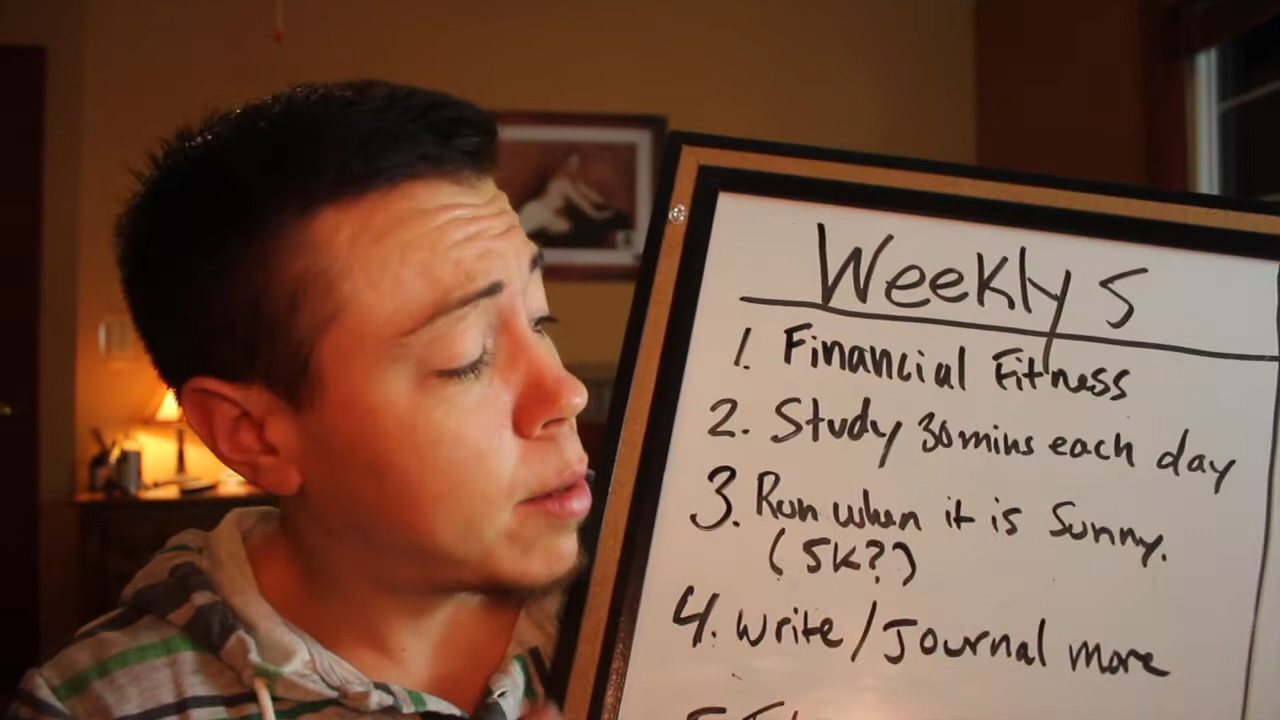 Weekly 5
1. Financial Fitness
2. Study 30mins each day
3. Run when it is Sunny.
(5K?)
4. Write/Journal more
5.